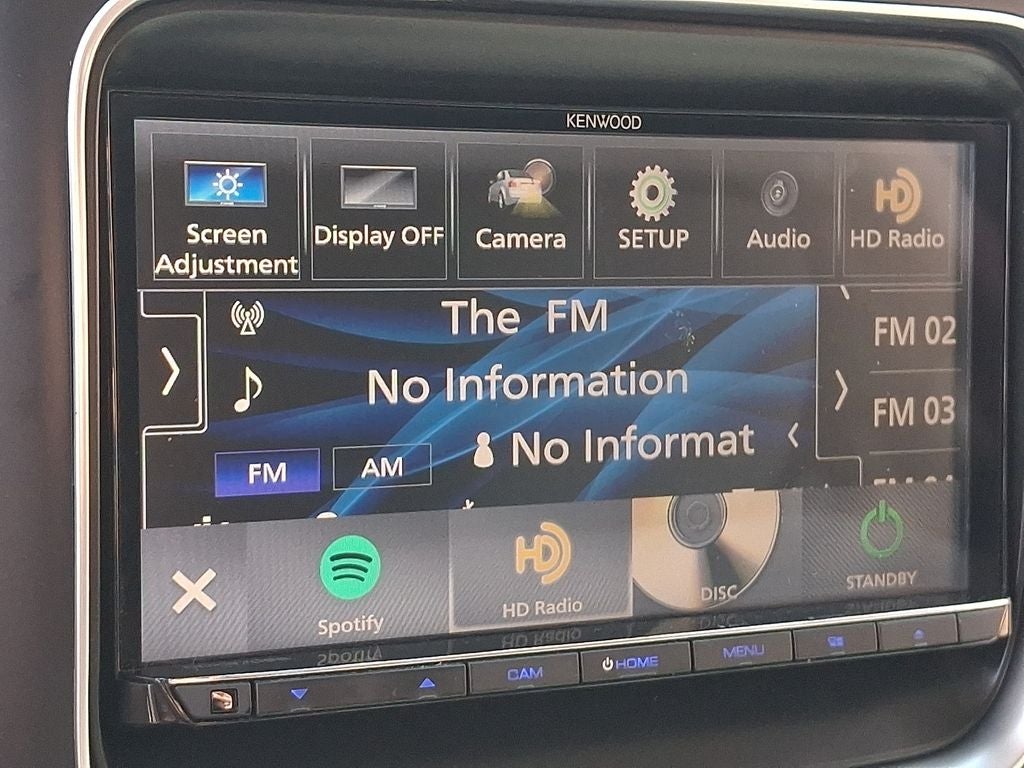 KENWOOD
Screen
Adjustment
Display OFF
Camera
SETUP
Audio
HD Radio
The FM
No Information
No Informat
FM
AM
FM 02
FM 03
Spotify
HD
HD Radio
DISC
STANDBY
CAM
HOME
MENU